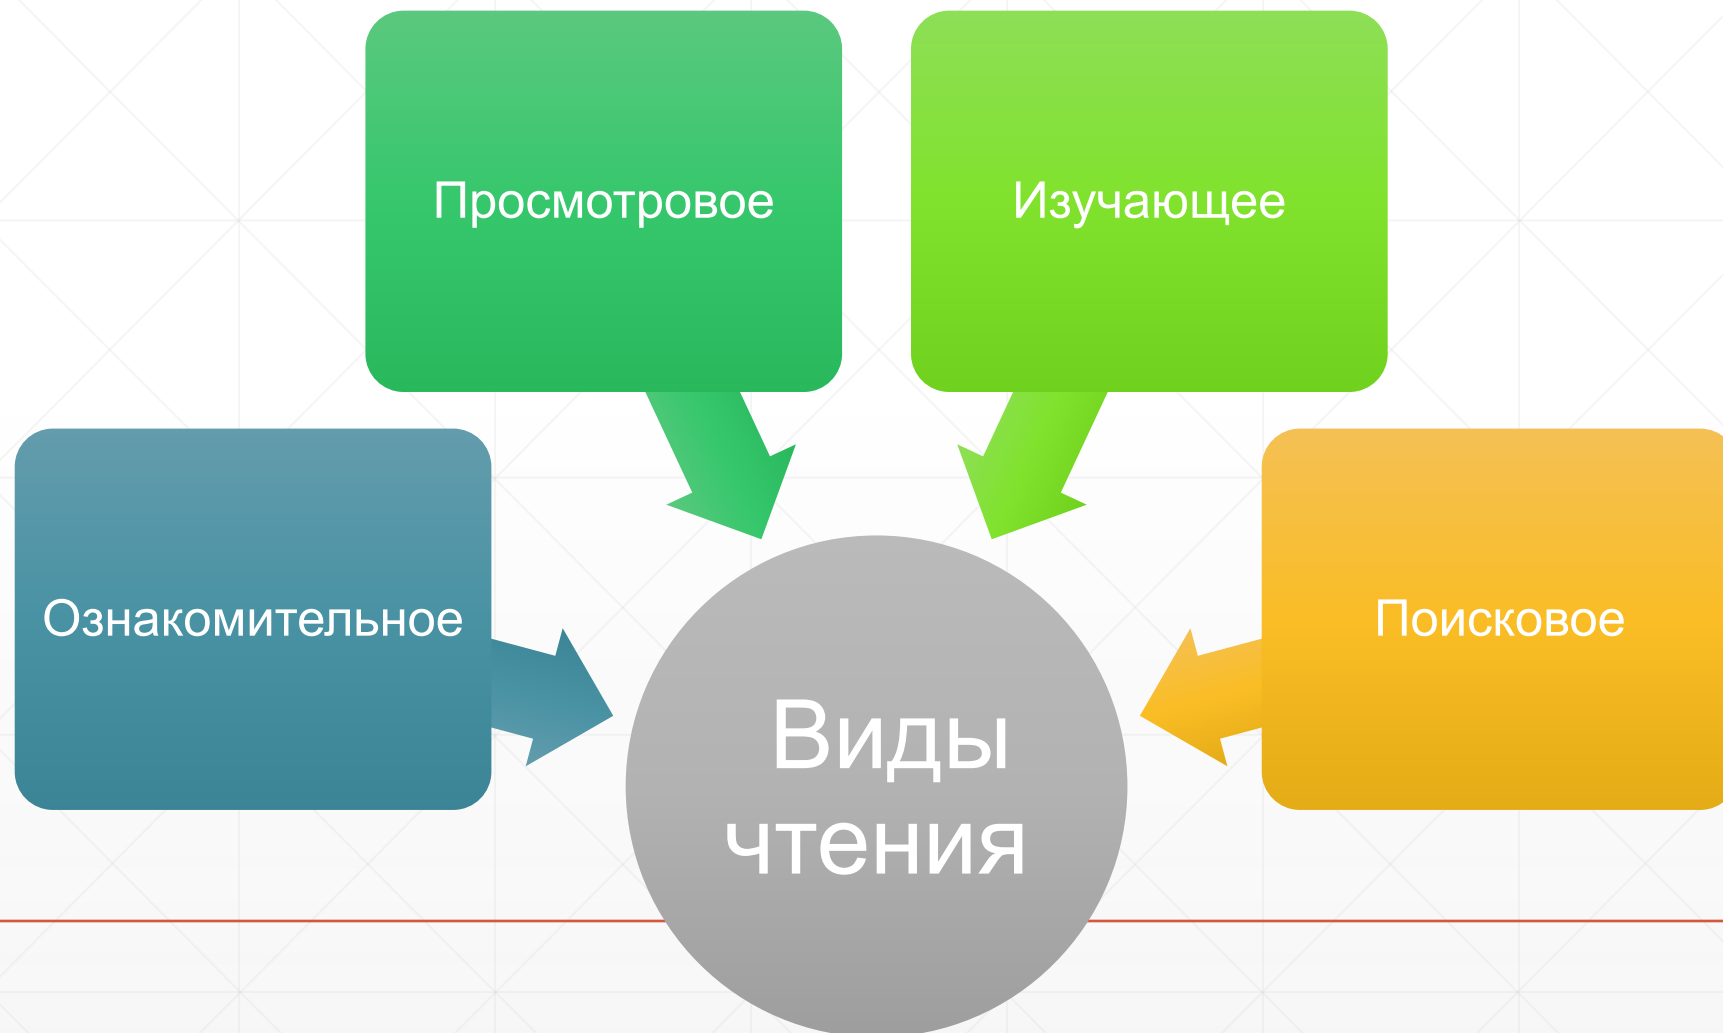 Просмотровое
Изучающее
Ознакомительное
Поисковое
Виды
чтения